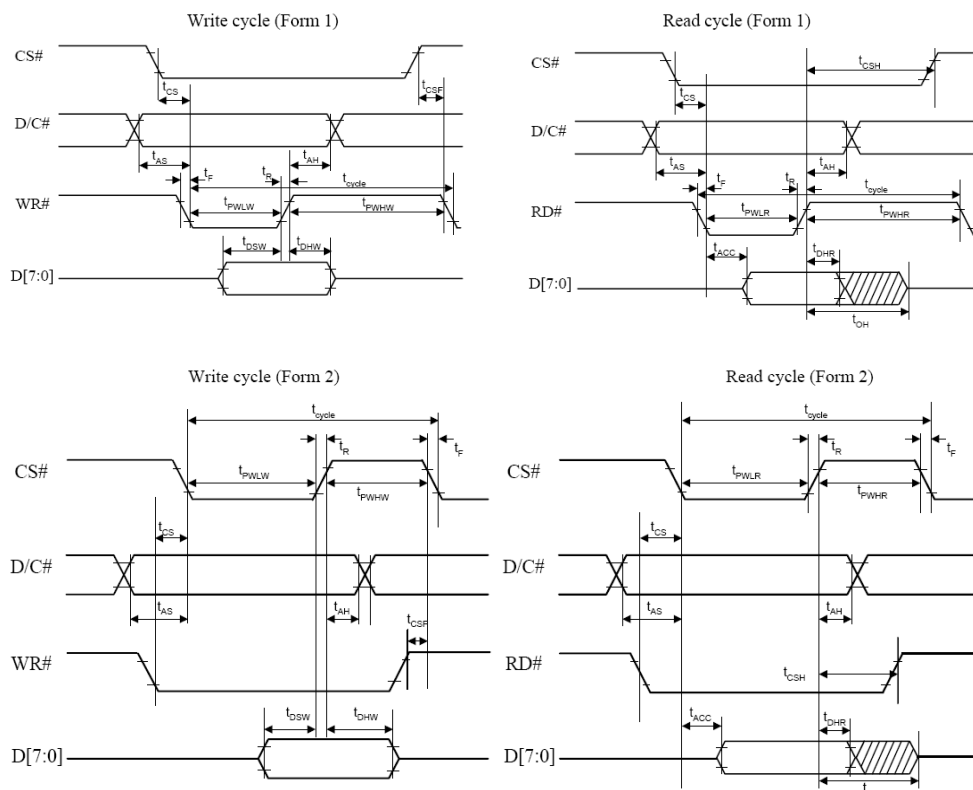 Write cycle (Form 1)
CS#
tCS
tCSF
D/C#
tAS
tF
tR
tAH
tcycle
WR#
tPWLW
tPWHW
tDSW
tDHW
D[7:0]
Read cycle (Form 1)
CS#
tCSH
tCS
D/C#
tAS
tF
tR
tAH
tcycle
RD#
tPWLR
tPWHR
tACC
tDHR
D[7:0]
tOH
Write cycle (Form 2)
tcycle
tR
tF
CS#
tPWLW
tPWHW
tCS
D/C#
tAS
tAH
tCSF
WR#
tDSW
tDHW
D[7:0]
Read cycle (Form 2)
tcycle
tR
tF
CS#
tPWLR
tPWHR
tCS
D/C#
tAS
tAH
RD#
tCSH
tACC
tDHR
D[7:0]
t